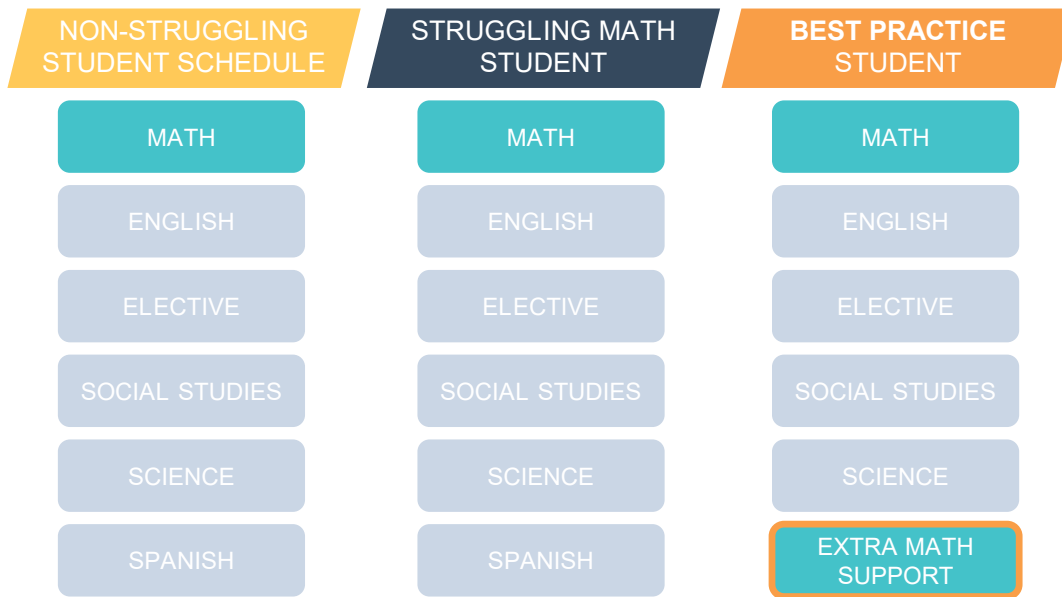 NON-STRUGGLING
STUDENT SCHEDULE
MATH
ENGLISH
ELECTIVE
SOCIAL STUDIES
SCIENCE
SPANISH
STRUGGLING MATH
STUDENT
MATH
ENGLISH
ELECTIVE
SOCIAL STUDIES
SCIENCE
SPANISH
BEST PRACTICE
STUDENT
MATH
ENGLISH
ELECTIVE
SOCIAL STUDIES
SCIENCE
EXTRA MATH
SUPPORT